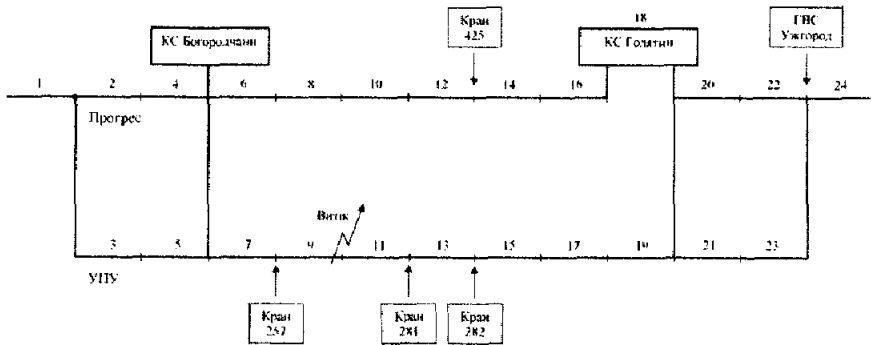 КС Богородчани
Кран
425
18
КС Голятин
ГВС
Ужгород
1 2 4 6 8 10 12 14 16 20 22 24
Прогрес
Виток
3 5 7 9 11 13 15 17 19 21 23
УПУ
Кран
257
Кран
281
Кран
282